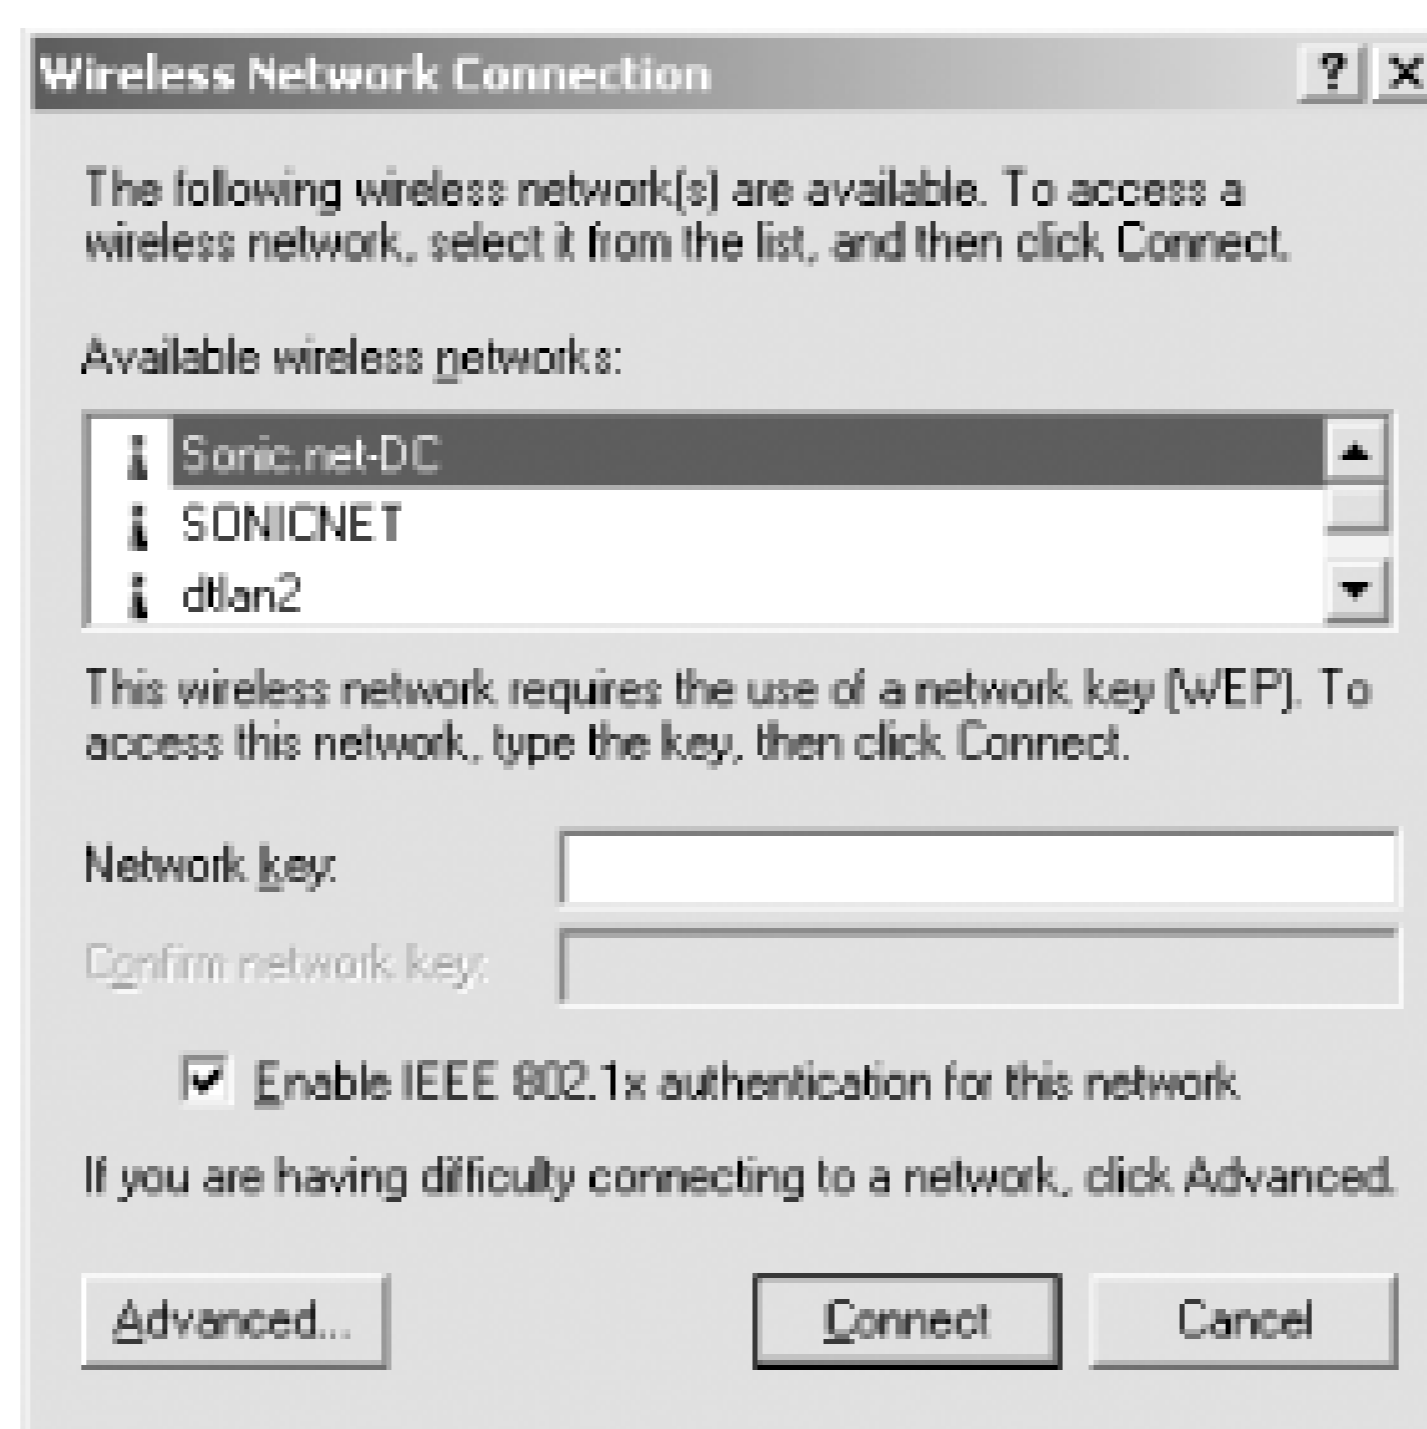 Wireless Network Connection
The following wireless network(s) are available. To access a
wireless network, select it from the list, and then click Connect.
Available wireless networks:
Sonic.net-DC
SONICNET
dtlan2
This wireless network requires the use of a network key (WEP). To
access this network, type the key, then click Connect.
Network key:
Confirm network key:
Enable IEEE 802.1x authentication for this network
If you are having difficulty connecting to a network, click Advanced.
Advanced... Connect Cancel